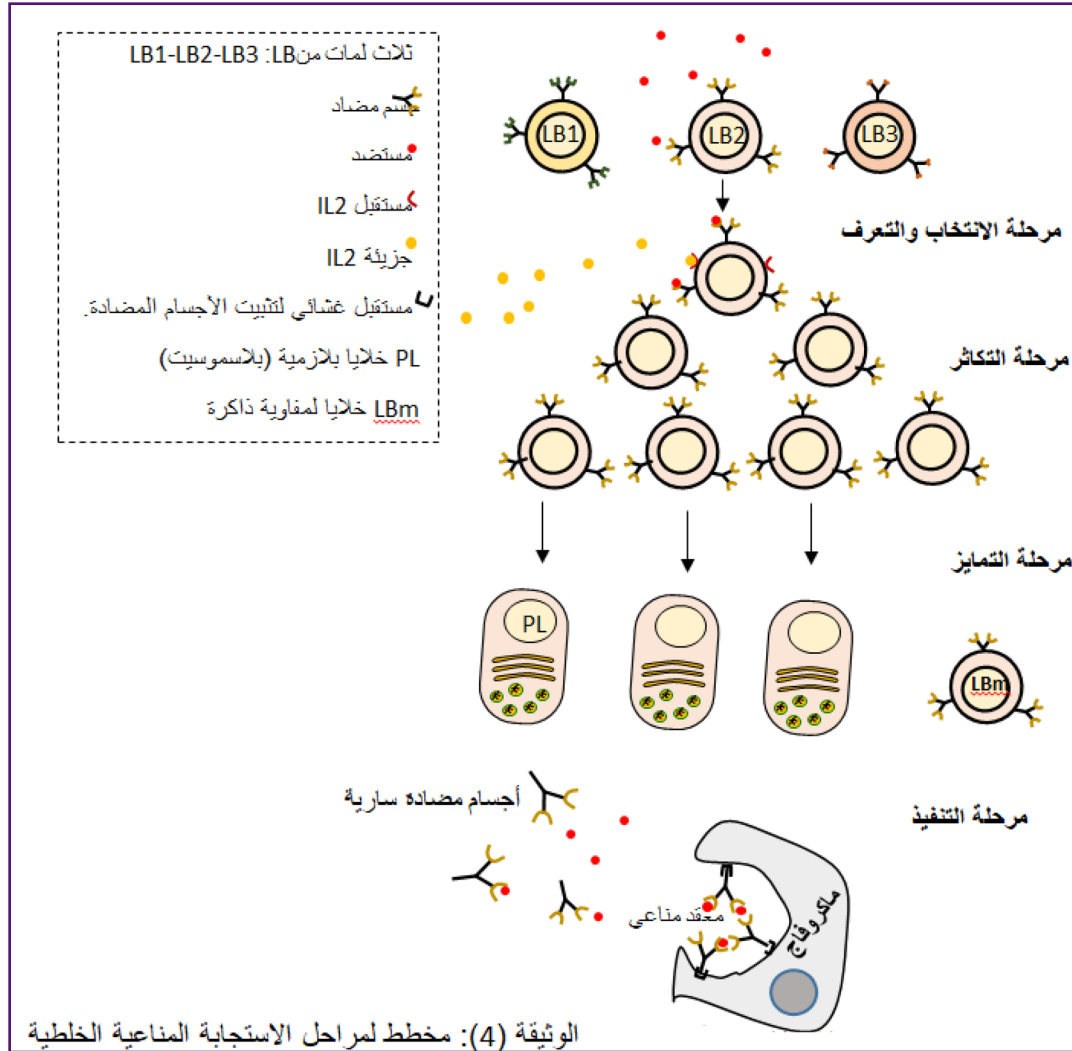 ثلاث لمات من LB: LB1-LB2-LB3
جسم مضاد
مستضد
مستقبل IL2
جزيئة IL2
مستقبل غشائي لتثبيت الأجسام المضادة.
PL خلايا بلازمية (بلاسموسيت)
LBm خلايا لمفاوية ذاكرة
LB1
LB2
LB3
مرحلة الانتخاب والتعرف
مرحلة التكاثر
مرحلة التمايز
PL
LBm
أجسام مضادة سارية
مرحلة التنفيذ
معقد مناعي
ماكروفاج
الوثيقة (4): مخطط لمراحل الاستجابة المناعية الخلطية